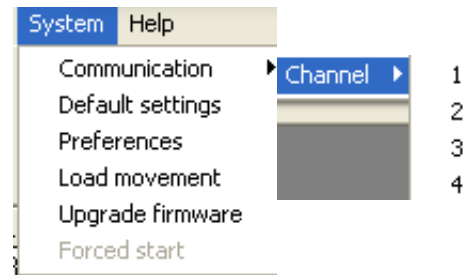 System Help
Communication Channel 1
Default settings 2
Preferences 3
Load movement 4
Upgrade firmware
Forced start